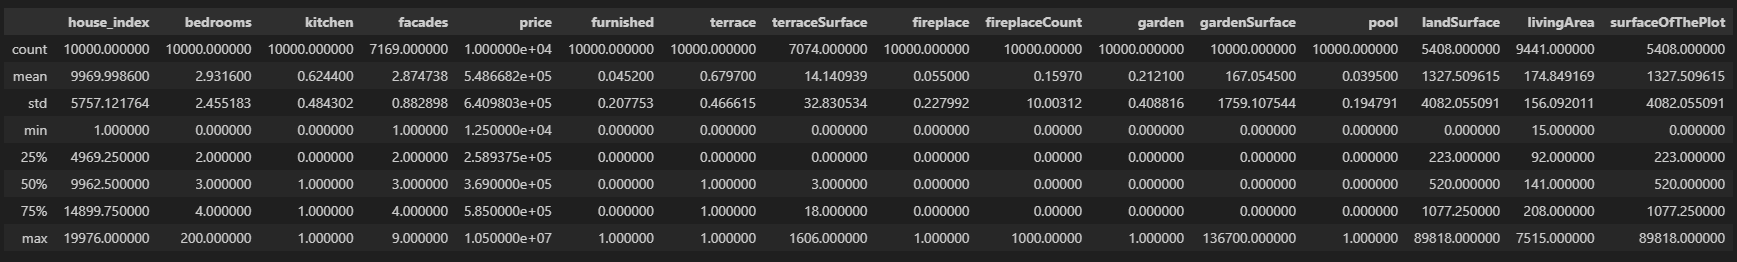 house_index bedrooms kitchen facades price furnished terrace terraceSurface fireplace fireplaceCount garden gardenSurface pool landSurface livingArea surfaceOfThePlot
count 10000.000000 10000.000000 10000.000000 7169.000000 1.000000e+04 10000.000000 10000.000000 7074.000000 10000.000000 10000.00000 10000.000000 10000.000000 10000.000000 5408.000000 9441.000000 5408.000000
mean 9969.998600 2.931600 0.624400 2.874738 5.486682e+05 0.045200 0.679700 14.140939 0.055000 0.15970 0.212100 167.054500 0.039500 1327.509615 174.849169 1327.509615
std 5757.121764 2.455183 0.484302 0.882898 6.409803e+05 0.207753 0.466615 32.830534 0.227992 10.00312 0.408816 1759.107544 0.194791 4082.055091 156.092011 4082.055091
min 1.000000 0.000000 0.000000 1.000000 1.250000e+04 0.000000 0.000000 0.000000 0.000000 0.00000 0.000000 0.000000 0.000000 0.000000 15.000000 0.000000
25% 4969.250000 2.000000 0.000000 2.000000 2.589375e+05 0.000000 0.000000 0.000000 0.000000 0.00000 0.000000 0.000000 0.000000 223.000000 92.000000 223.000000
50% 9962.500000 3.000000 1.000000 3.000000 3.690000e+05 0.000000 1.000000 3.000000 0.000000 0.00000 0.000000 0.000000 0.000000 520.000000 141.000000 520.000000
75% 14899.750000 4.000000 1.000000 4.000000 5.850000e+05 0.000000 1.000000 18.000000 0.000000 0.00000 0.000000 0.000000 0.000000 1077.250000 208.000000 1077.250000
max 19976.000000 200.000000 1.000000 9.000000 1.050000e+07 1.000000 1.000000 1606.000000 1.000000 1000.00000 1.000000 136700.000000 1.000000 89818.000000 7515.000000 89818.000000